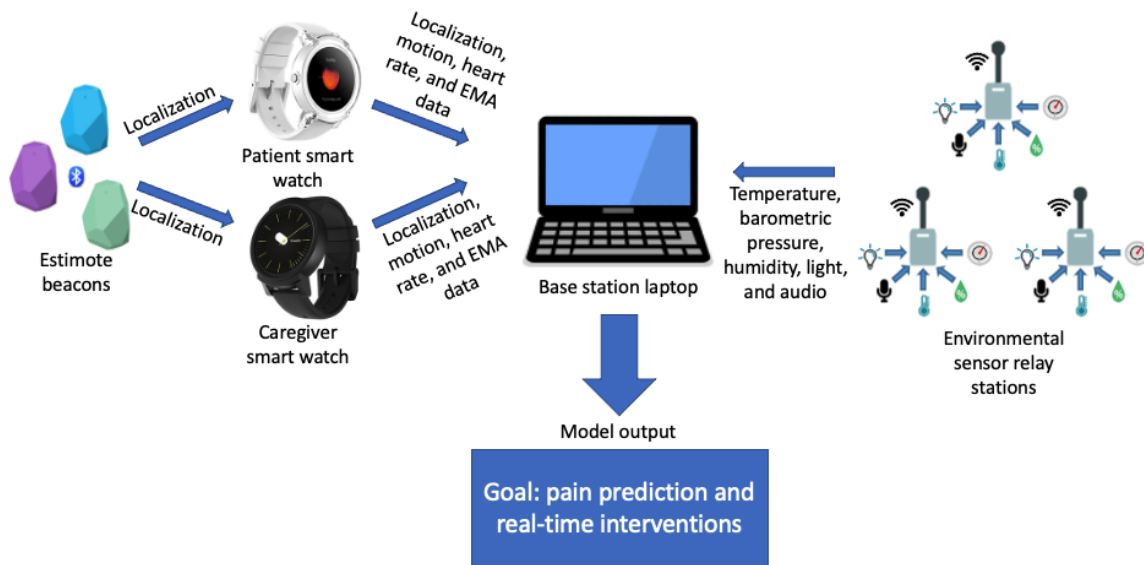 Localization
Localization
Estimote
beacons
Patient smart
watch
Caregiver
smart watch
Localization,
motion, heart
rate, and EMA
data
Localization,
motion, heart
rate, and EMA
data
Base station laptop
Temperature,
barometric
pressure,
humidity, light,
and audio
%
%
%
Environmental
sensor relay
stations
Model output
Goal: pain prediction and
real-time interventions